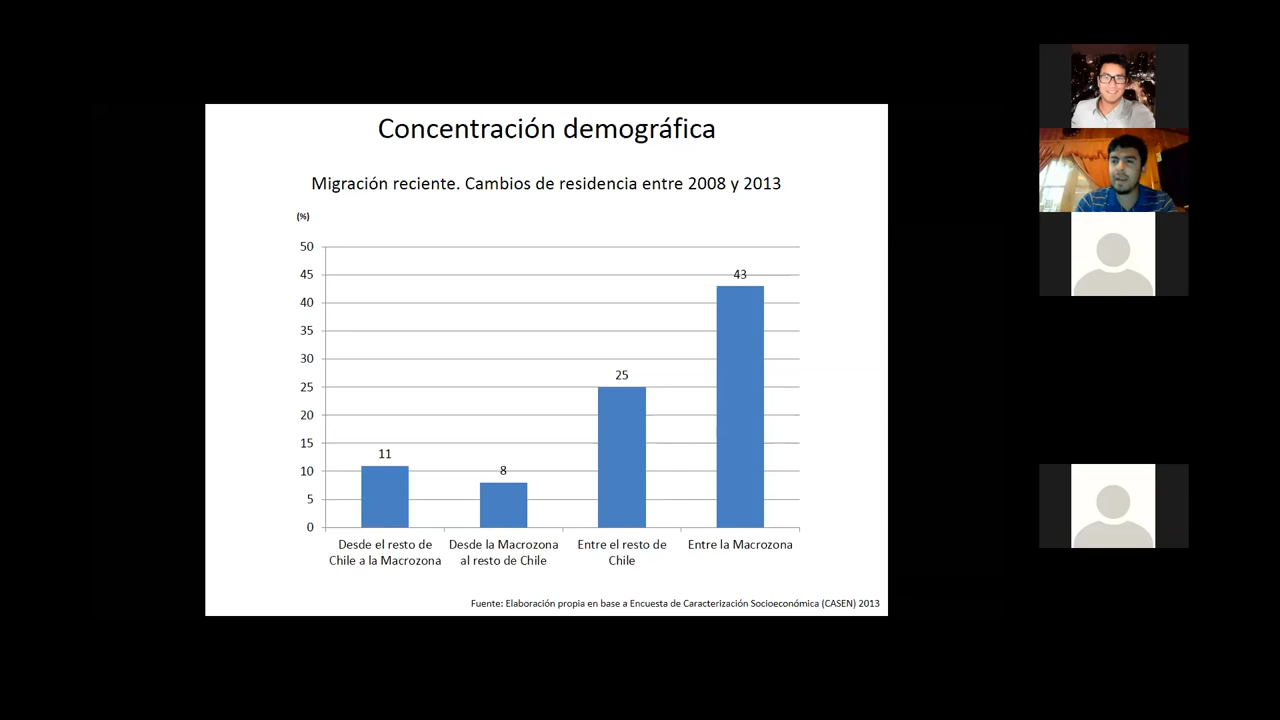 Concentración demográfica
Migración reciente. Cambios de residencia entre 2008 y 2013
(%)
50
45
40
35
30
25
20
15
10
5
0
11
8
25
43
Desde el resto de
Chile a la Macrozona
Desde la Macrozona
al resto de Chile
Entre el resto de
Chile
Entre la Macrozona
Fuente: Elaboración propia en base a Encuesta de Caracterización Socioeconómica (CASEN) 2013